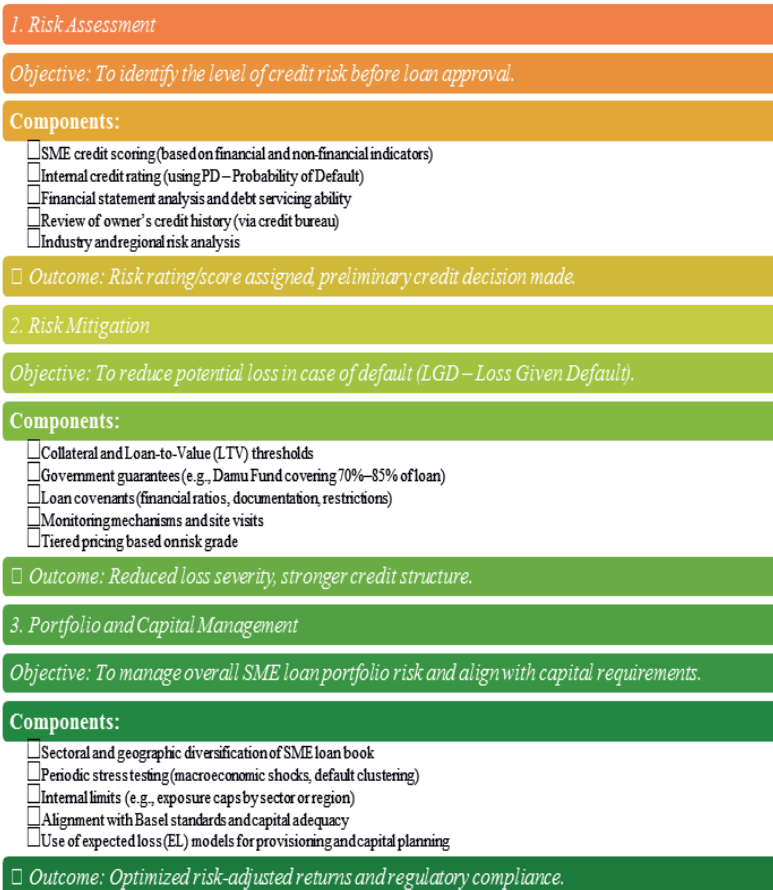 1. Risk Assessment
Objective: To identify the level of credit risk before loan approval.
Components:
□SME credit scoring (based on financial and non-financial indicators)
□Internal credit rating (using PD – Probability of Default)
□Financial statement analysis and debt servicing ability
□Review of owner’s credit history (via credit bureau)
□Industry and regional risk analysis
□ Outcome: Risk rating/score assigned, preliminary credit decision made.
2. Risk Mitigation
Objective: To reduce potential loss in case of default (LGD – Loss Given Default).
Components:
□Collateral and Loan-to-Value (LTV) thresholds
□Government guarantees (e.g., Damu Fund covering 70%–85% of loan)
□Loan covenants (financial ratios, documentation, restrictions)
□Monitoring mechanisms and site visits
□Tiered pricing based on risk grade
□ Outcome: Reduced loss severity, stronger credit structure.
3. Portfolio and Capital Management
Objective: To manage overall SME loan portfolio risk and align with capital requirements.
Components:
□Sectoral and geographic diversification of SME loan book
□Periodic stress testing (macroeconomic shocks, default clustering)
□Internal limits (e.g., exposure caps by sector or region)
□Alignment with Basel standards and capital adequacy
□Use of expected loss (EL) models for provisioning and capital planning
□ Outcome: Optimized risk-adjusted returns and regulatory compliance.